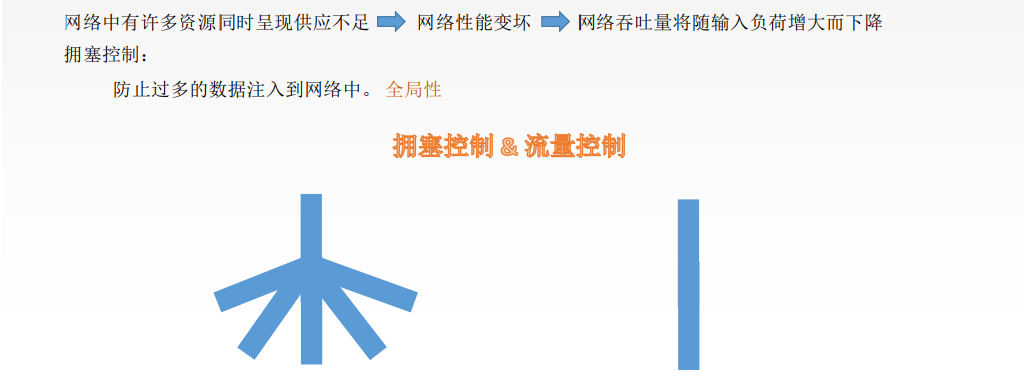 网络中有许多资源同时呈现供应不足 网络性能变坏 网络吞吐量将随输入负荷增大而下降
拥塞控制：
防止过多的数据注入到网络中。 全局性
拥塞控制 & 流量控制